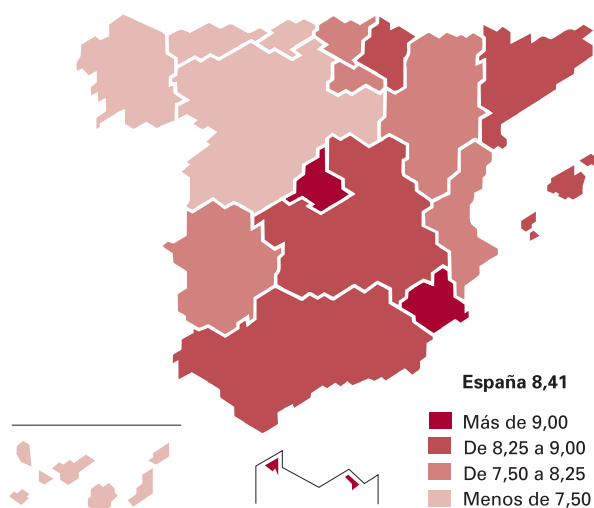 España 8,41
Más de 9,00
De 8,25 a 9,00
De 7,50 a 8,25
Menos de 7,50